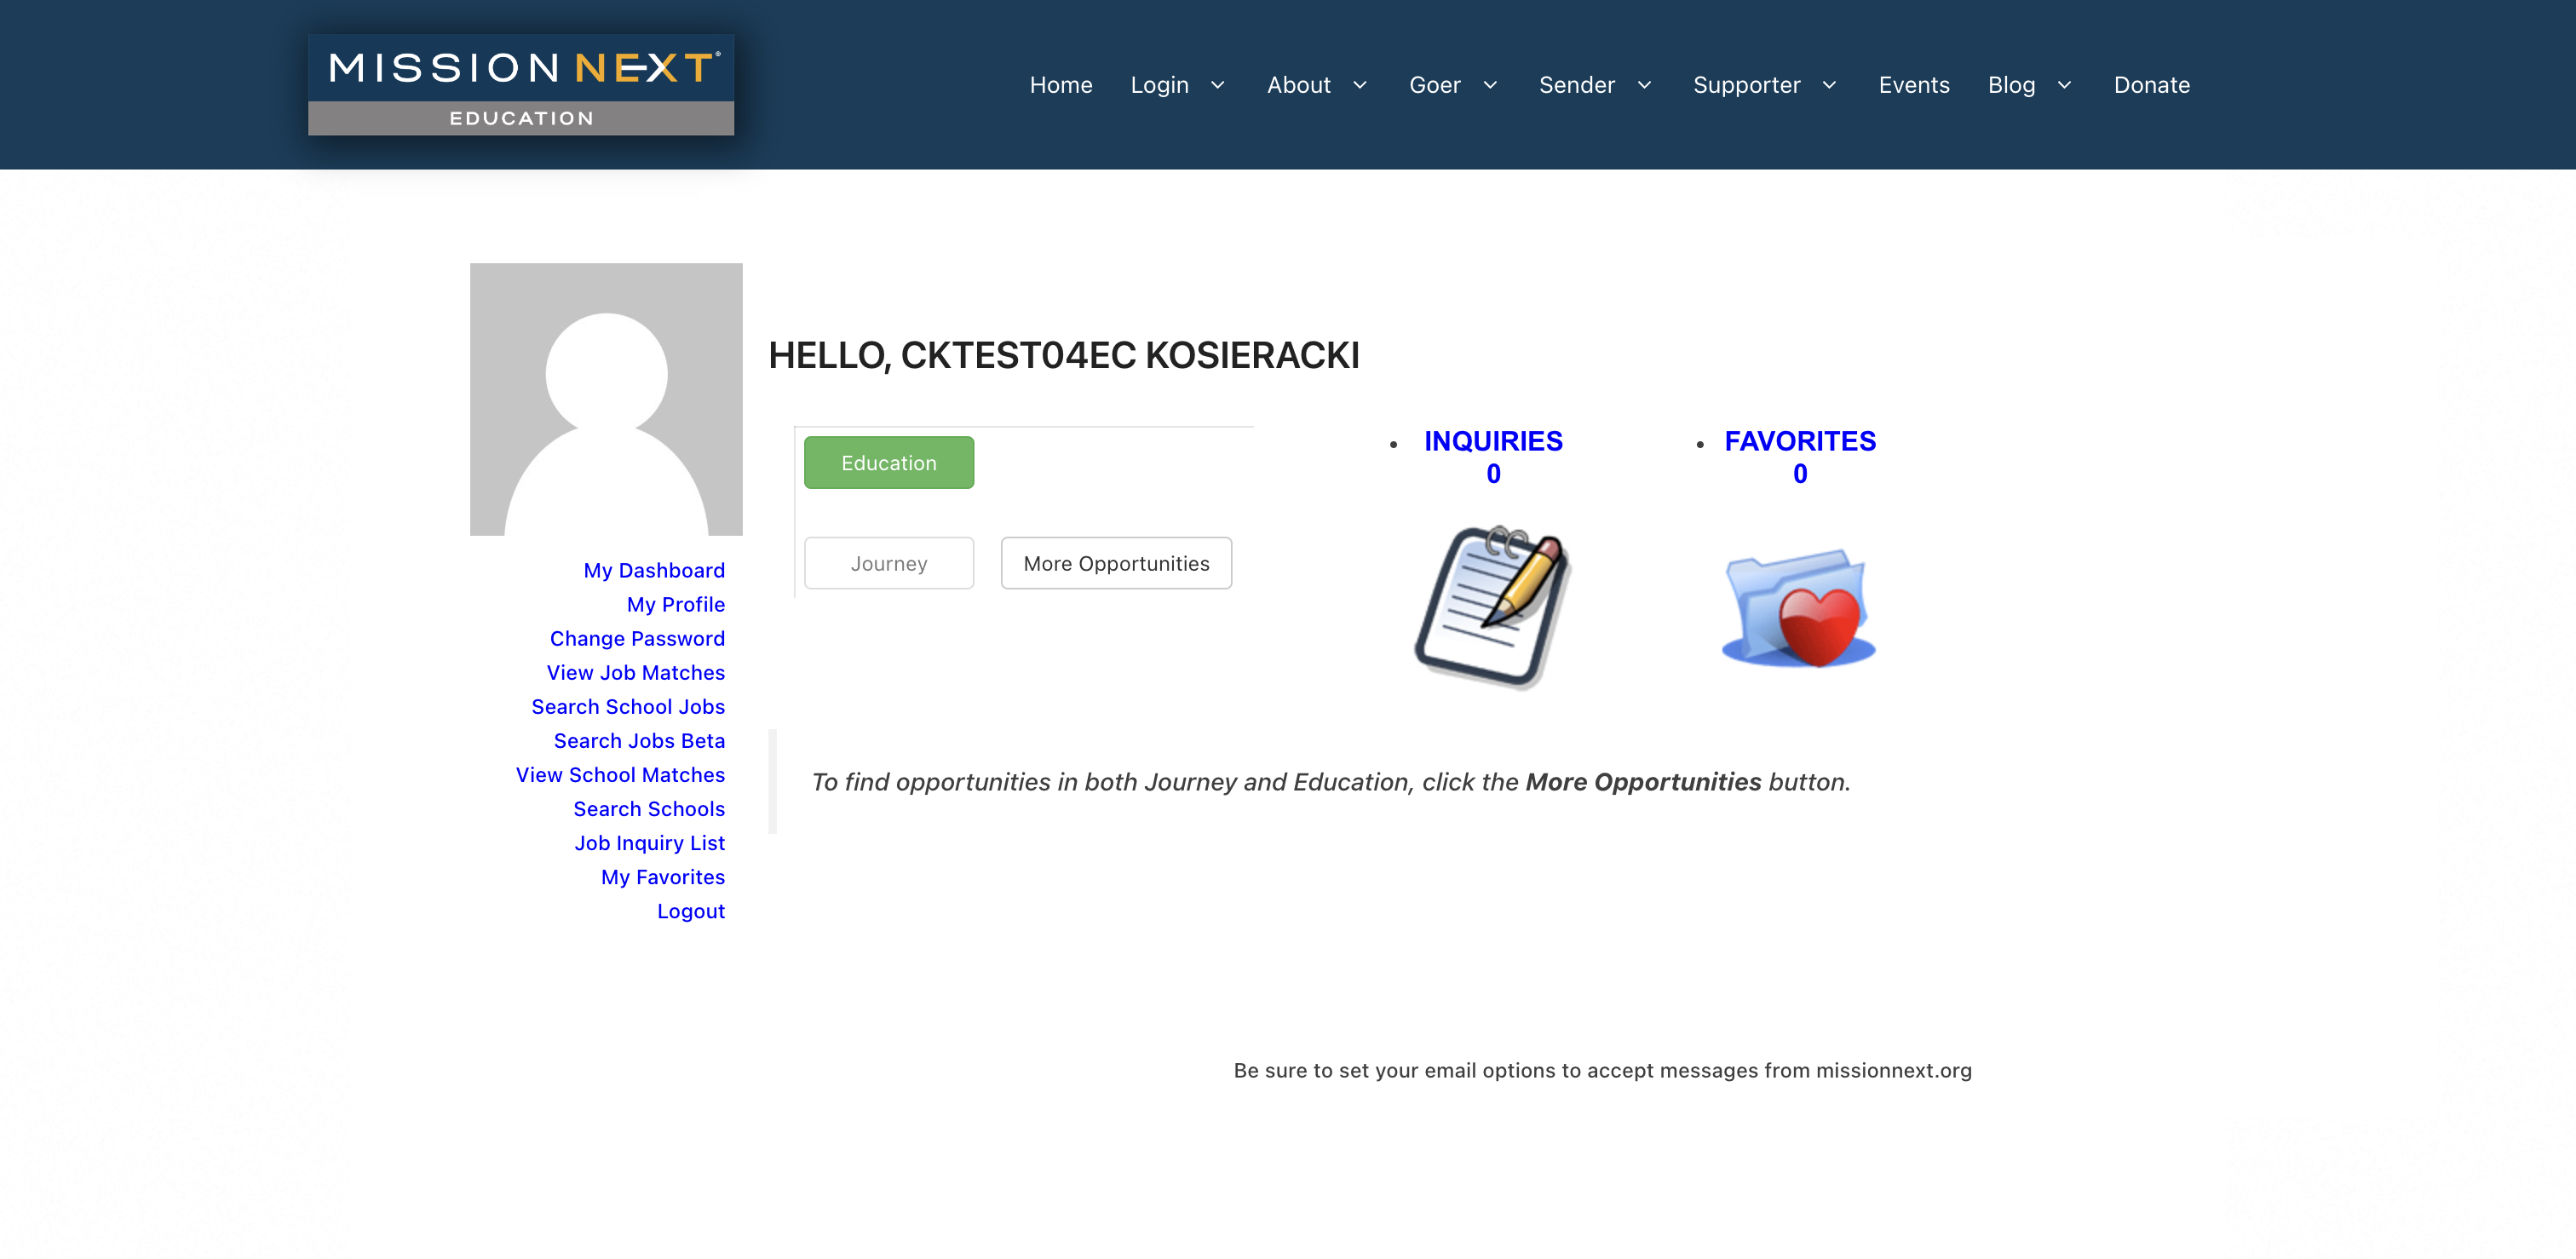 MISSION NEXT®
EDUCATION
Home Login About Goer Sender Supporter Events Blog Donate
HELLO, CKTEST04EC KOSIERACKI
Education
Journey More Opportunities
• INQUIRIES
0
• FAVORITES
0
My Dashboard
My Profile
Change Password
View Job Matches
Search School Jobs
Search Jobs Beta
View School Matches
Search Schools
Job Inquiry List
My Favorites
Logout
To find opportunities in both Journey and Education, click the More Opportunities button.
Be sure to set your email options to accept messages from missionnext.org